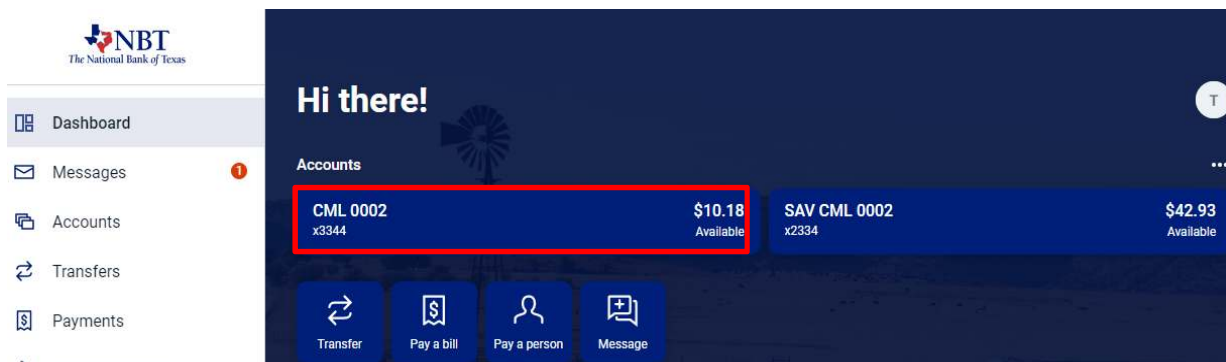 NBT
The National Bank of Texas
Dashboard
Messages 1
Accounts
Transfers
Payments
Hi there!
T
Accounts
CML 0002 $10.18
x3344 Available
SAV CML 0002 $42.93
x2334 Available
Transfer Pay a bill Pay a person Message